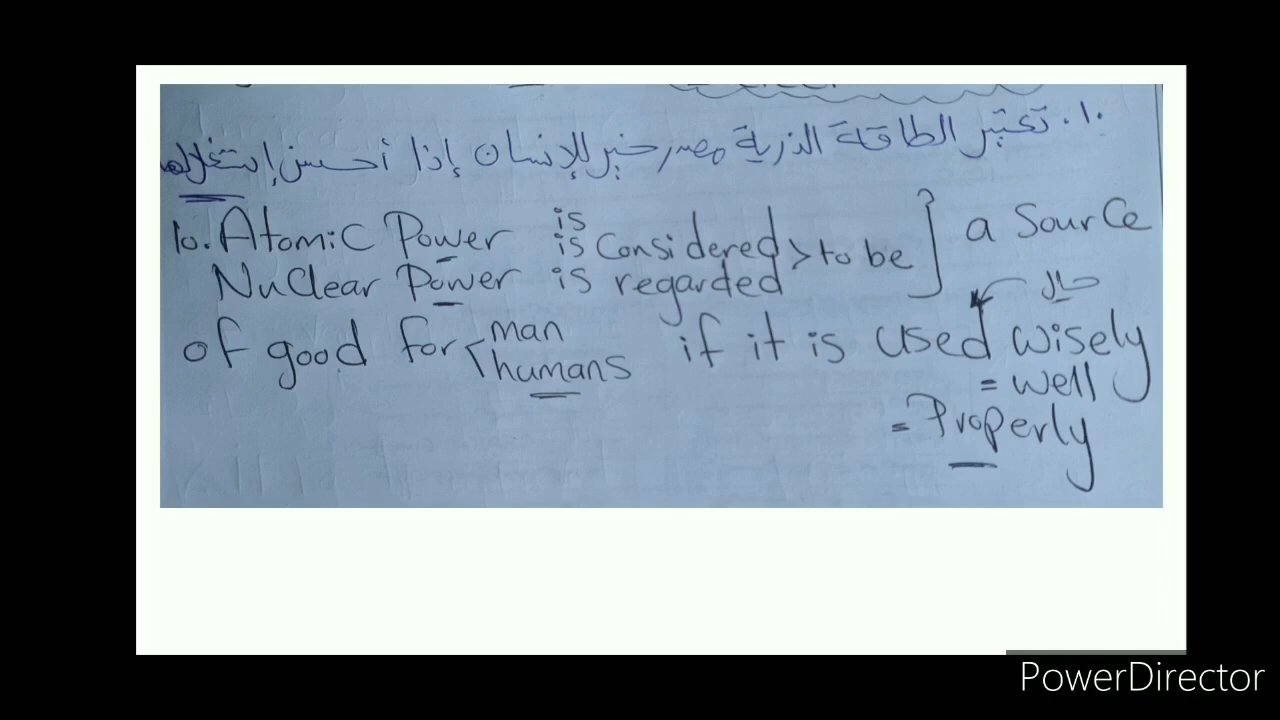 ١٠. تعتبر الطاقة الذرية مصدر خير للإنسان إذا أحسن إستغلالها
10. Atomic Power is
is Considered > to be } a Source
Nuclear Power is regarded
حال
of good for < man
humans if it is used wisely
= well
= Properly
PowerDirector